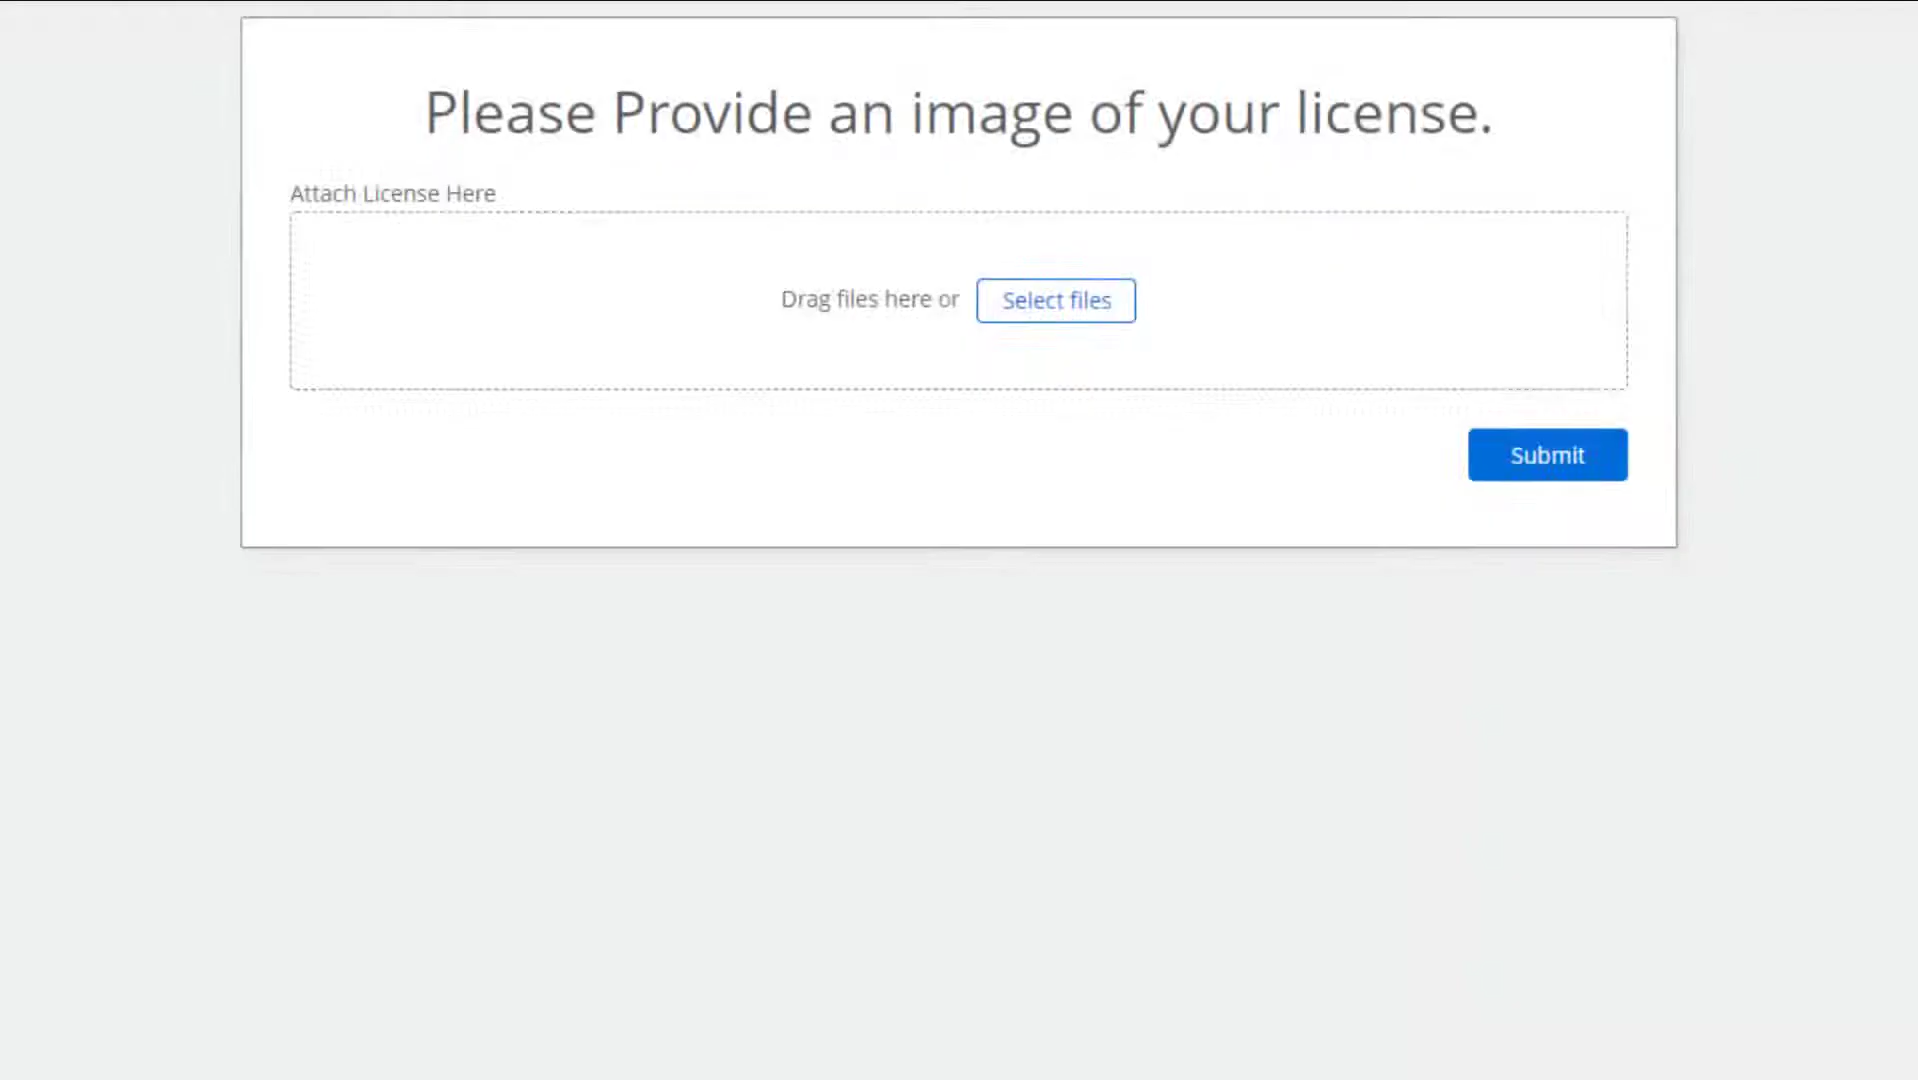 Please Provide an image of your license.
Attach License Here
Drag files here or Select files
Submit